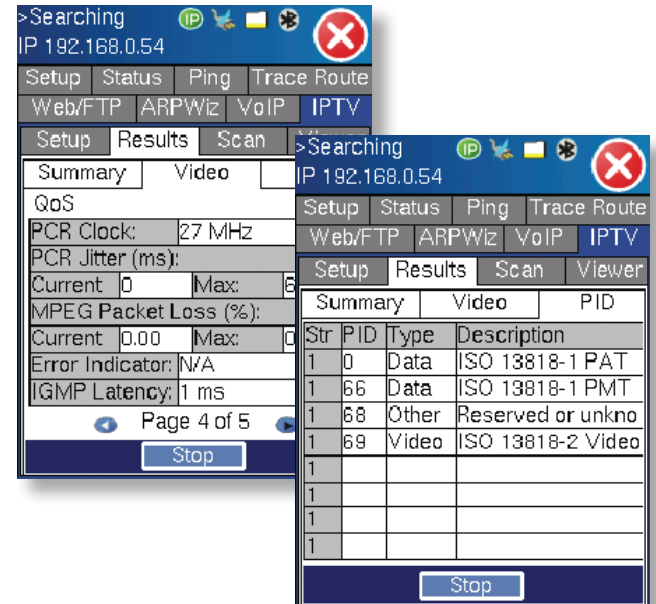 >Searching IP
IP 192.168.0.54
Setup Status Ping Trace Route
Web/FTP ARPWiz VoIP IPTV
Setup Results Scan
Summary Video
QoS
PCR Clock: 27 MHz
PCR Jitter (ms):
Current 0 Max:
MPEG Packet Loss (%):
Current 0.00 Max:
Error Indicator: N/A
IGMP Latency: 1 ms
Page 4 of 5
Stop
>Searching IP
IP 192.168.0.54
Setup Status Ping Trace Route
Web/FTP ARPWiz VoIP IPTV
Setup Results Scan Viewer
Summary Video PID
Str PID Type Description
1 0 Data ISO 13818-1 PAT
1 66 Data ISO 13818-1 PMT
1 68 Other Reserved or unkno
1 69 Video ISO 13818-2 Video
1
1
1
1
Stop